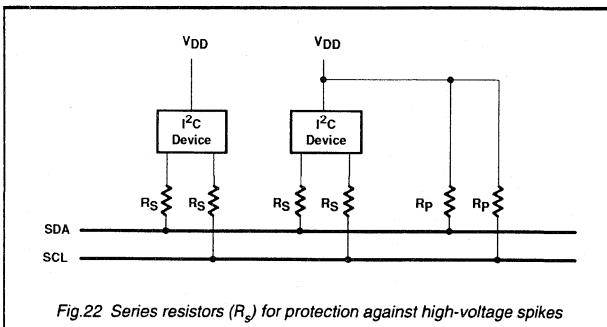 VDD VDD
I²C
Device
I²C
Device
RS RS RS RS RP RP
SDA
SCL
Fig.22 Series resistors (Rs) for protection against high-voltage spikes